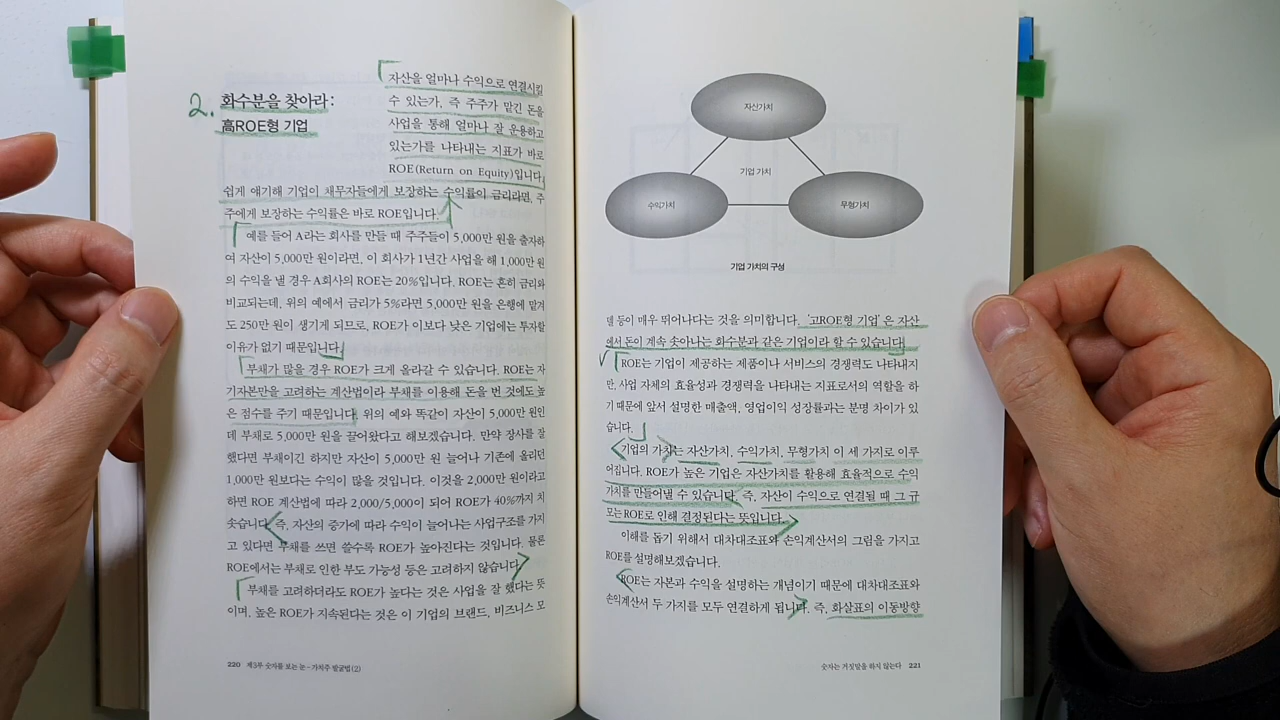 2. 화수분을 찾아라:
高ROE형 기업
자산을 얼마나 수익으로 연결시킬
수 있는가, 즉 주주가 맡긴 돈을
사업을 통해 얼마나 잘 운용하고
있는가를 나타내는 지표가 바로
ROE(Return on Equity)입니다.
쉽게 얘기해 기업이 채무자들에게 보장하는 수익률이 금리라면, 주
주에게 보장하는 수익률은 바로 ROE입니다.
예를 들어 A라는 회사를 만들 때 주주들이 5,000만 원을 출자하
여 자산이 5,000만 원이라면, 이 회사가 1년간 사업을 해 1,000만 원
의 수익을 낼 경우 A회사의 ROE는 20%입니다. ROE는 흔히 금리와
비교되는데, 위의 예에서 금리가 5%라면 5,000만 원을 은행에 맡겨
도 250만 원이 생기게 되므로, ROE가 이보다 낮은 기업에는 투자할
이유가 없기 때문입니다.
부채가 많을 경우 ROE가 크게 올라갈 수 있습니다. ROE는 자
기자본만을 고려하는 계산법이라 부채를 이용해 돈을 번 것에도 높
은 점수를 주기 때문입니다. 위의 예와 똑같이 자산이 5,000만 원인
데 부채로 5,000만 원을 끌어왔다고 해보겠습니다. 만약 장사를 잘
했다면 부채이긴 하지만 자산이 5,000만 원 늘어나 기존에 올리던
1,000만 원보다는 수익이 많을 것입니다. 이것을 2,000만 원이라고
하면 ROE 계산법에 따라 2,000/5,000이 되어 ROE가 40%까지 치
솟습니다. 즉, 자산의 증가에 따라 수익이 늘어나는 사업구조를 가지
고 있다면 부채를 쓰면 쓸수록 ROE가 높아진다는 것입니다. 물론
ROE에서는 부채로 인한 부도 가능성 등은 고려하지 않습니다.
부채를 고려하더라도 ROE가 높다는 것은 사업을 잘 했다는 뜻
이며, 높은 ROE가 지속된다는 것은 이 기업의 브랜드, 비즈니스 모
220 제3부 숫자를 보는 눈 – 가치주 발굴법 (2)
자산가치
기업 가치
수익가치
무형가치
기업 가치의 구성
델 등이 매우 뛰어나다는 것을 의미합니다. '고ROE형 기업'은 자산
에서 돈이 계속 솟아나는 화수분과 같은 기업이라 할 수 있습니다.
ROE는 기업이 제공하는 제품이나 서비스의 경쟁력도 나타내지
만, 사업 자체의 효율성과 경쟁력을 나타내는 지표로서의 역할을 하
기 때문에 앞서 설명한 매출액, 영업이익 성장률과는 분명 차이가 있
습니다.
기업의 가치는 자산가치, 수익가치, 무형가치 이 세 가지로 이루
어집니다. ROE가 높은 기업은 자산가치를 활용해 효율적으로 수익
가치를 만들어낼 수 있습니다. 즉, 자산이 수익으로 연결될 때 그 규
모는 ROE로 인해 결정된다는 뜻입니다.
이해를 돕기 위해서 대차대조표와 손익계산서의 그림을 가지고
ROE를 설명해보겠습니다.
ROE는 자본과 수익을 설명하는 개념이기 때문에 대차대조표와
손익계산서 두 가지를 모두 연결하게 됩니다. 즉, 화살표의 이동방향
숫자는 거짓말을 하지 않는다 221